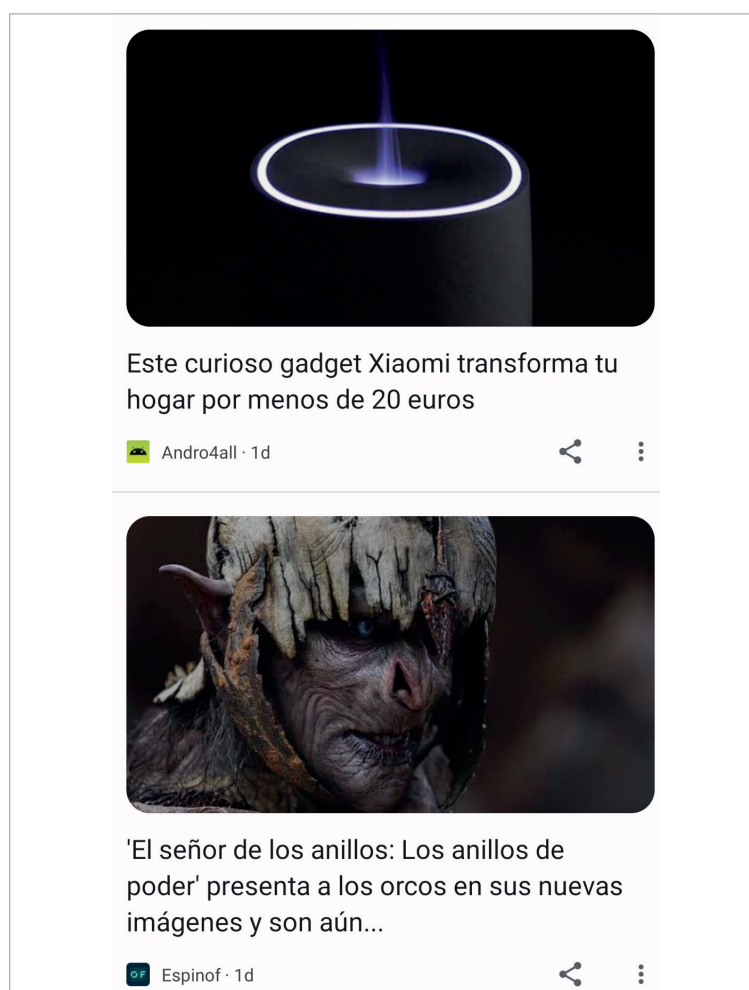 Este curioso gadget Xiaomi transforma tu
hogar por menos de 20 euros
Andro4all · 1d
'El señor de los anillos: Los anillos de
poder' presenta a los orcos en sus nuevas
imágenes y son aún...
OF
Espinof · 1d